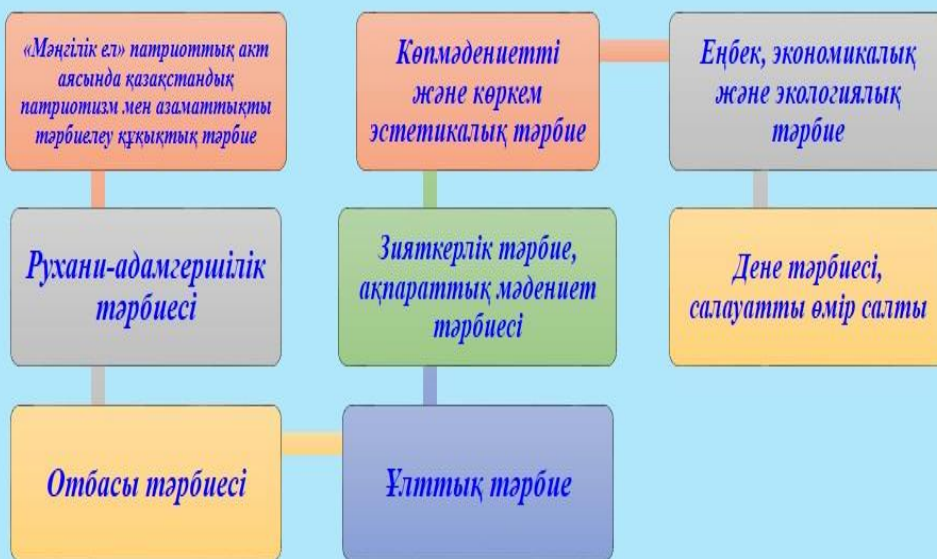 «Мәңгілік ел» патриоттық акт
аясында қазақстандық
патриотизм мен азаматтықты
тәрбиелеу құқықтық тәрбие
Рухани-адамгершілік
тәрбиесі
Отбасы тәрбиесі
Ұлттық тәрбие
Зияткерлік тәрбие,
ақпараттық мәдениет
тәрбиесі
Көпмәдениетті
және көркем
эстетикалық тәрбие
Еңбек, экономикалық
және экологиялық
тәрбие
Дене тәрбиесі,
салауатты өмір салты